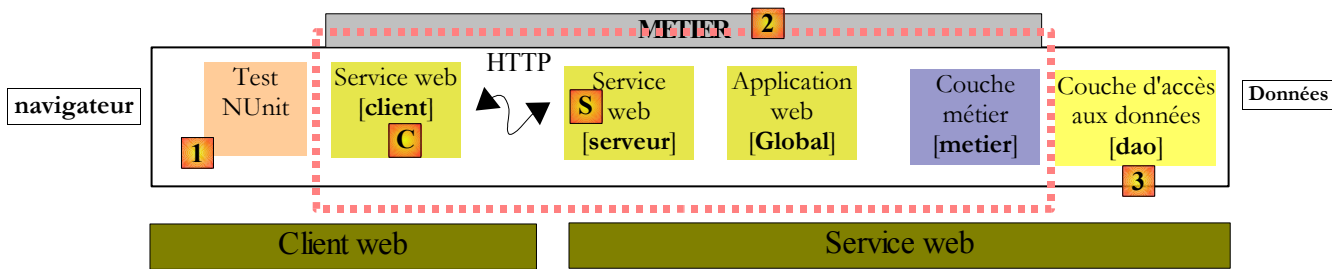 METIER
2
navigateur
Test
NUnit
1
Service web
[client]
C
HTTP
Service
web
[serveur]
S
Application
web
[Global]
Couche
métier
[metier]
Couche d'accès
aux données
[dao]
3
Données
Client web
Service web